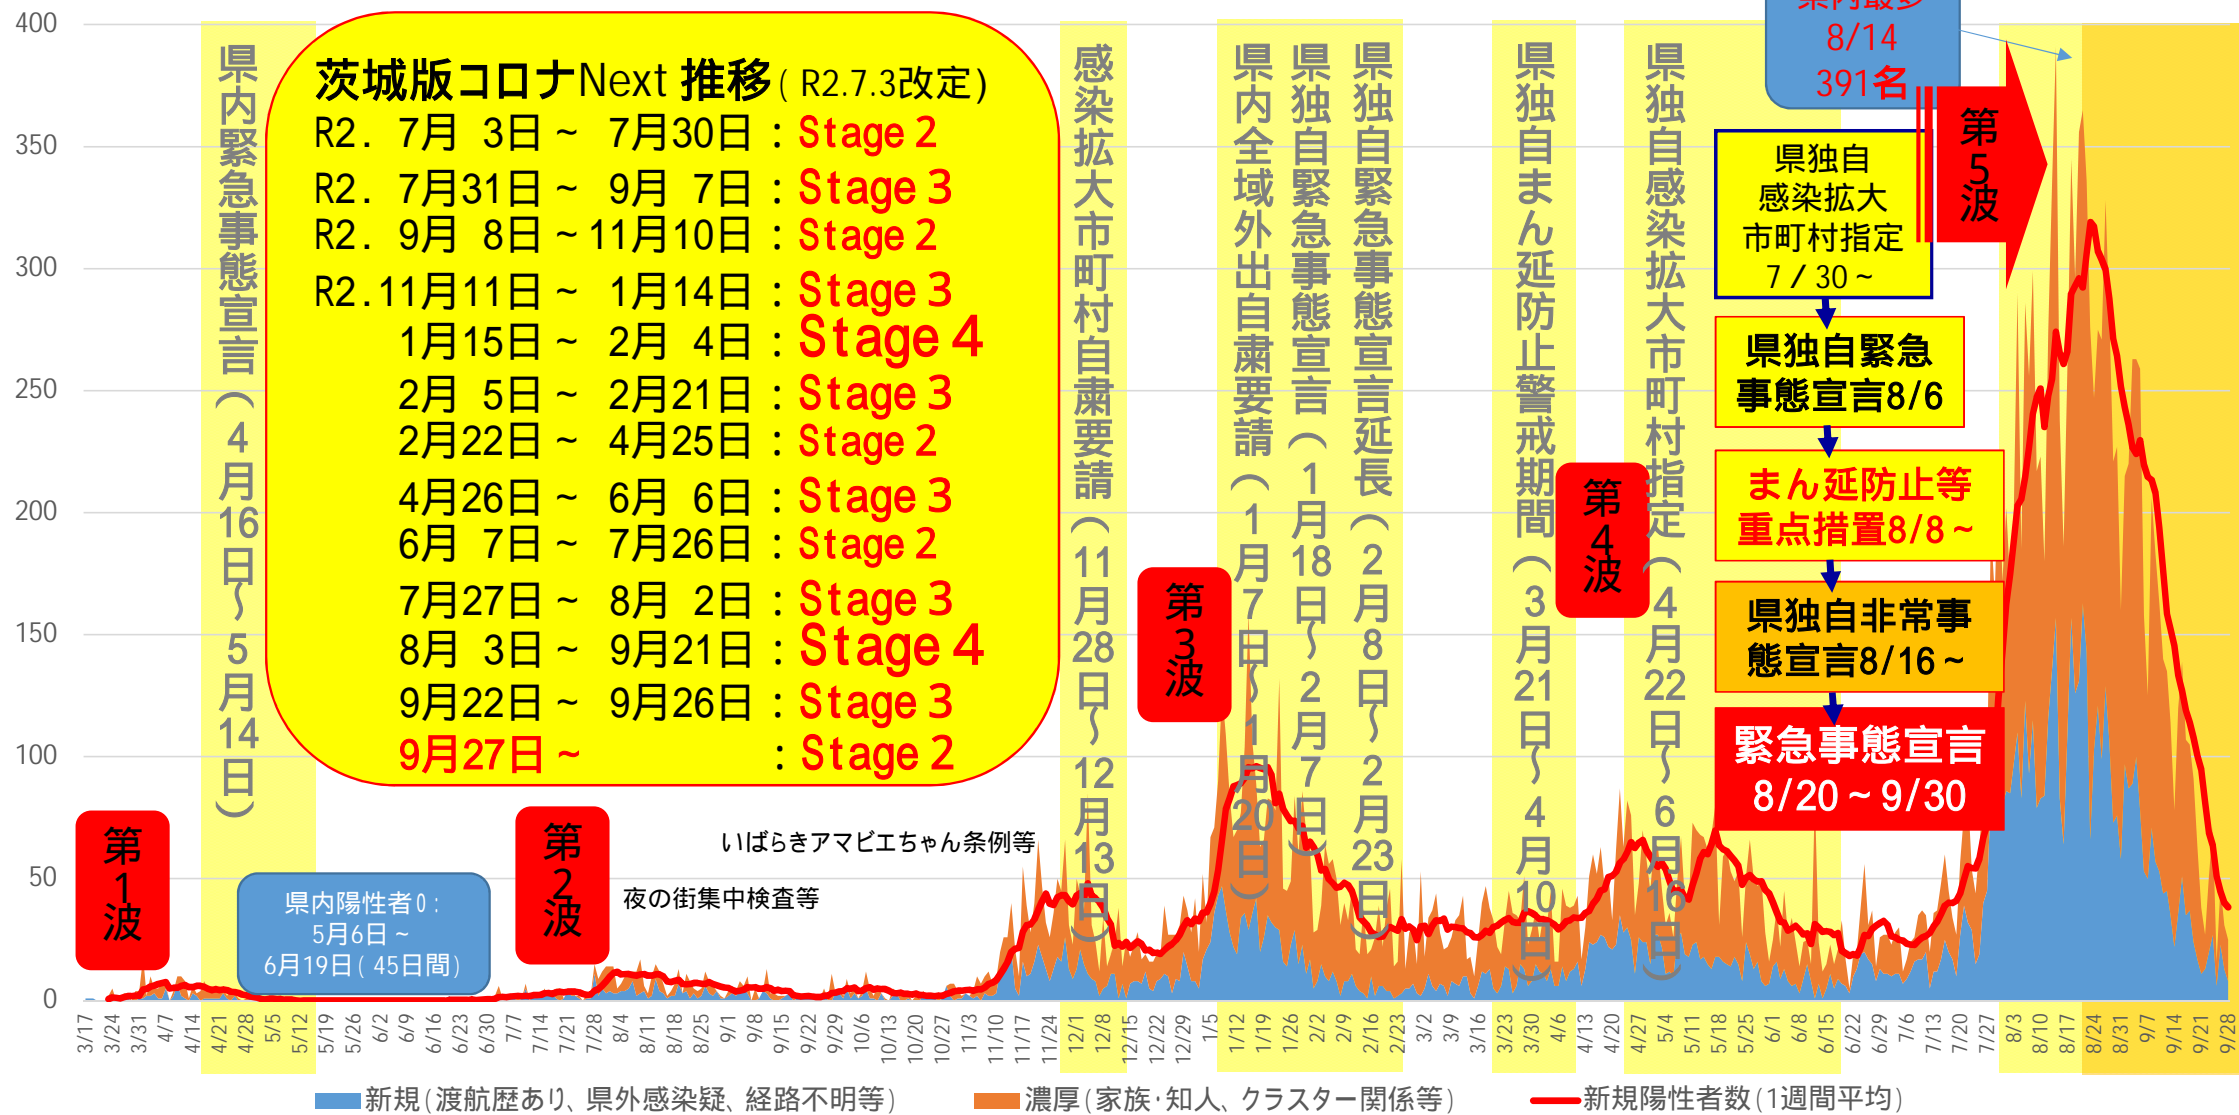 400
350
300
250
200
150
100
50
0
県内緊急事態宣言(4月16日~5月14日)
茨城版コロナNext 推移(R2.7.3改定)
R2. 7月 3日~ 7月30日:Stage 2
R2. 7月31日~ 9月 7日:Stage 3
R2. 9月 8日~11月10日:Stage 2
R2.11月11日~ 1月14日:Stage 3
1月15日~ 2月 4日:Stage 4
2月 5日~ 2月21日:Stage 3
2月22日~ 4月25日:Stage 2
4月26日~ 6月 6日:Stage 3
6月 7日~ 7月26日:Stage 2
7月27日~ 8月 2日:Stage 3
8月 3日~ 9月21日:Stage 4
9月22日~ 9月26日:Stage 3
9月27日~ :Stage 2
感染拡大市町村自粛要請(11月28日~12月13日)
県内全域外出自粛要請(1月7日~1月20日)
県独自緊急事態宣言(1月18日~2月7日)
県独自緊急事態宣言延長(2月8日~2月23日)
県独自まん延防止警戒期間(3月21日~4月10日)
県独自感染拡大市町村指定(4月22日~6月16日)
県内最多
8/14
391名
第5波
県独自
感染拡大
市町村指定
7/30~
県独自緊急
事態宣言8/6
まん延防止等
重点措置8/8~
県独自非常事
態宣言8/16~
緊急事態宣言
8/20~9/30
第1波
県内陽性者0:
5月6日~
6月19日(45日間)
第2波
いばらきアマビエちゃん条例等
夜の街集中検査等
第3波
第4波
3/17 3/24 3/31 4/7 4/14 4/21 4/28 5/5 5/12 5/19 5/26 6/2 6/9 6/16 6/23 6/30 7/7 7/14 7/21 7/28 8/4 8/11 8/18 8/25 9/1 9/8 9/15 9/22 9/29 10/6 10/13 10/20 10/27 11/3 11/10 11/17 11/24 12/1 12/8 12/15 12/22 12/29 1/5 1/12 1/19 1/26 2/2 2/9 2/16 2/23 3/2 3/9 3/16 3/23 3/30 4/6 4/13 4/20 4/27 5/4 5/11 5/18 5/25 6/1 6/8 6/15 6/22 6/29 7/6 7/13 7/20 7/27 8/3 8/10 8/17 8/24 8/31 9/7 9/14 9/21 9/28
新規(渡航歴あり、県外感染疑、経路不明等)
濃厚(家族・知人、クラスター関係等)
新規陽性者数(1週間平均)